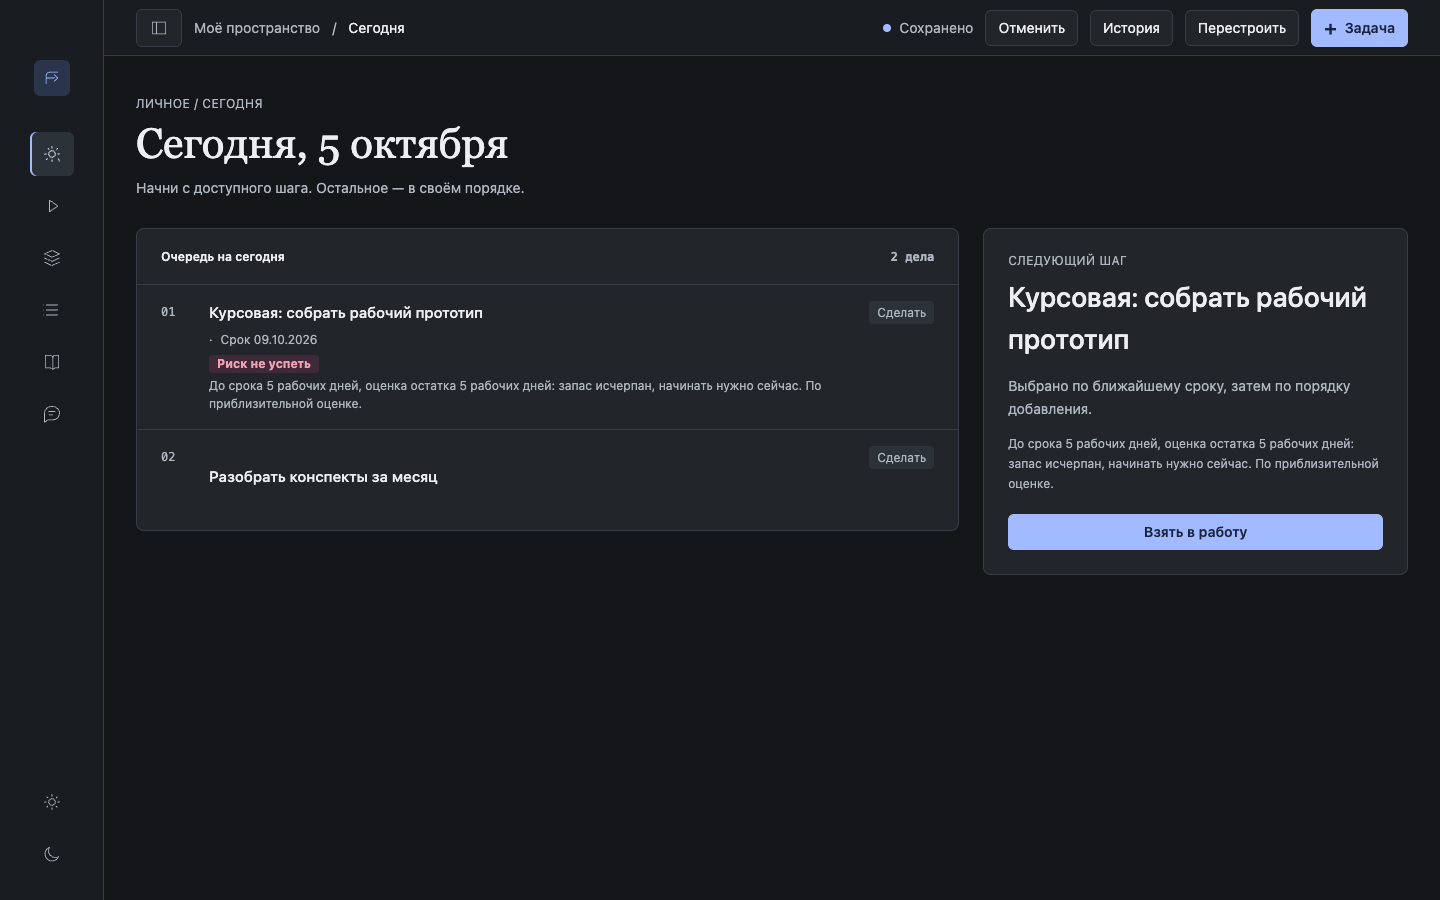 Моё пространство / Сегодня
Сохранено
Отменить
История
Перестроить
+ Задача
ЛИЧНОЕ / СЕГОДНЯ
Сегодня, 5 октября
Начни с доступного шага. Остальное — в своём порядке.
Очередь на сегодня
2 дела
01
Курсовая: собрать рабочий прототип
Сделать
· Срок 09.10.2026
Риск не успеть
До срока 5 рабочих дней, оценка остатка 5 рабочих дней: запас исчерпан, начинать нужно сейчас. По
приблизительной оценке.
02
Разобрать конспекты за месяц
Сделать
СЛЕДУЮЩИЙ ШАГ
Курсовая: собрать рабочий
прототип
Выбрано по ближайшему сроку, затем по порядку
добавления.
До срока 5 рабочих дней, оценка остатка 5 рабочих дней:
запас исчерпан, начинать нужно сейчас. По приблизительной
оценке.
Взять в работу